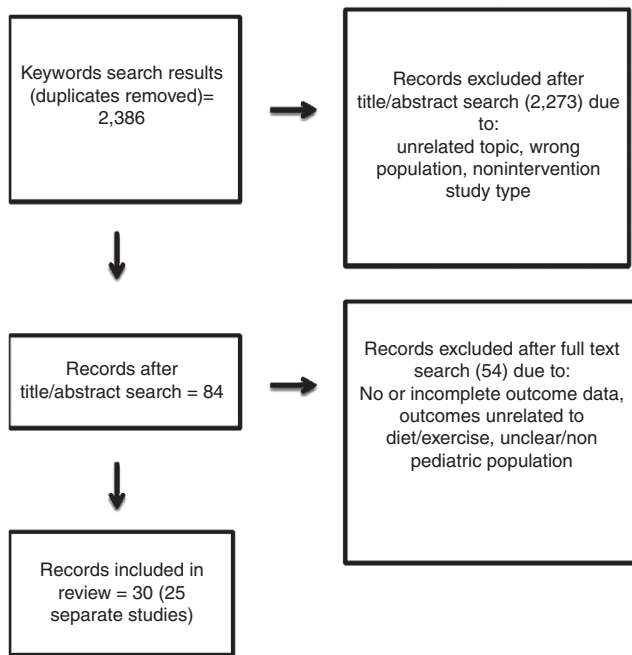 Keywords search results
(duplicates removed)=
2,386
Records excluded after
title/abstract search (2,273) due
to:
unrelated topic, wrong
population, nonintervention
study type
Records after
title/abstract search = 84
Records excluded after full text
search (54) due to:
No or incomplete outcome data,
outcomes unrelated to
diet/exercise, unclear/non
pediatric population
Records included in
review = 30 (25
separate studies)